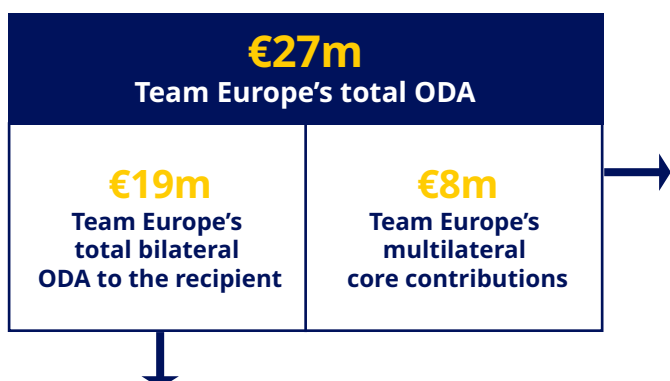 €27m
Team Europe's total ODA
€19m
Team Europe's
total bilateral
ODA to the recipient
€8m
Team Europe's
multilateral
core contributions